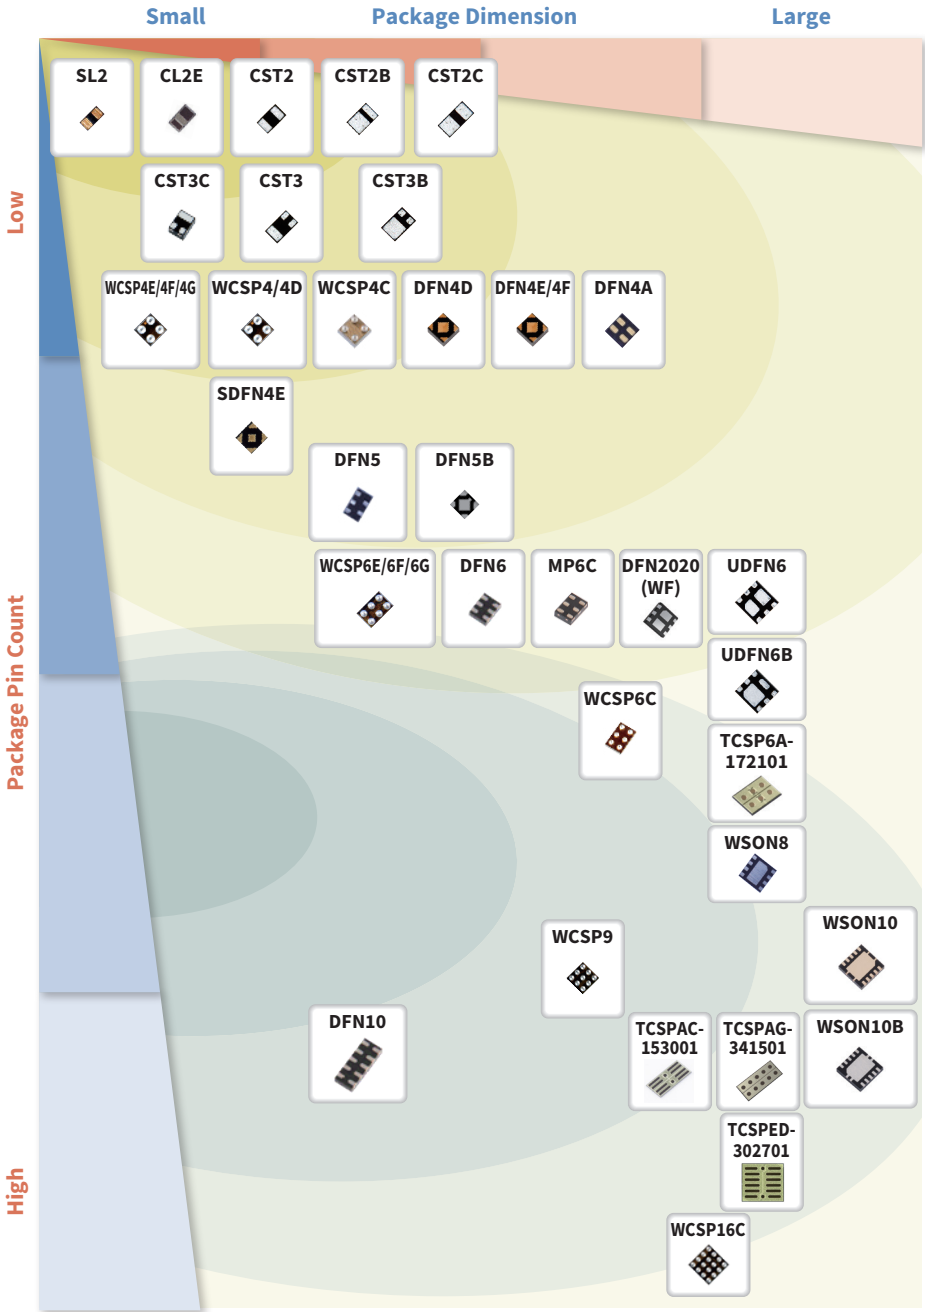 Small
Package Dimension
Large
Low
Package Pin Count
High
SL2
CL2E
CST2
CST2B
CST2C
CST3C
CST3
CST3B
WCSP4E/4F/4G
WCSP4/4D
WCSP4C
DFN4D
DFN4E/4F
DFN4A
SDFN4E
DFN5
DFN5B
WCSP6E/6F/6G
DFN6
MP6C
DFN2020
(WF)
UDFN6
UDFN6B
WCSP6C
TCSP6A-
172101
WSON8
WSON10
WCSP9
DFN10
TCSPAC-
153001
TCSPAG-
341501
WSON10B
TCSPED-
302701
WCSP16C